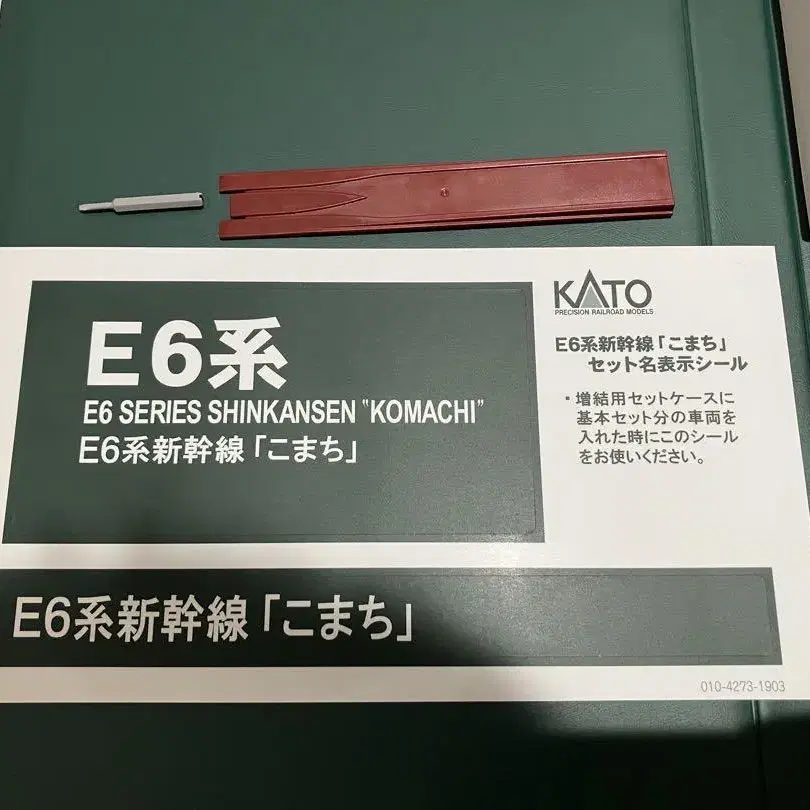 E6系
E6 SERIES SHINKANSEN "KOMACHI"
E6系新幹線「こまち」
KATO
PRECISION RAILROAD MODELS
E6系新幹線「こまち」
セット名表示シール
・増結用セットケースに
基本セット分の車両を
入れた時にこのシール
をお使いください。
E6系新幹線「こまち」
010-4273-1903